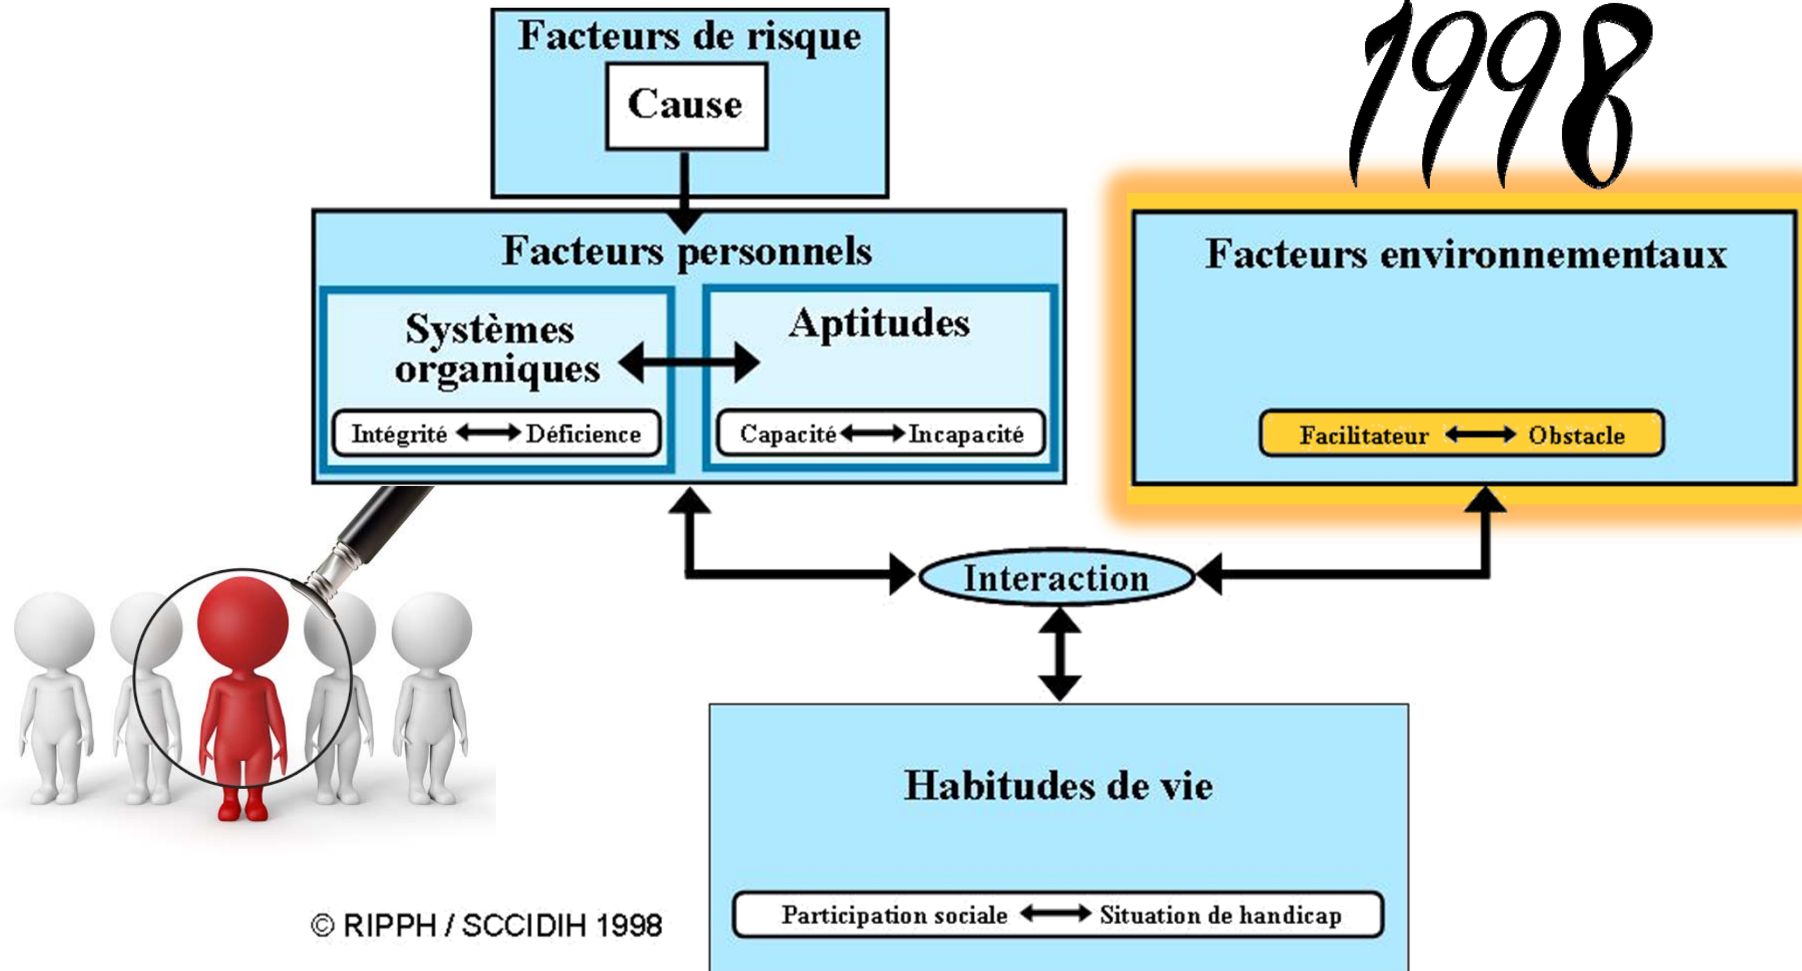 1998
Facteurs de risque
Cause
Facteurs personnels
Systèmes
organiques
Intégrité Déficience
Aptitudes
Capacité Incapacité
Facteurs environnementaux
Facilitateur Obstacle
Interaction
Habitudes de vie
Participation sociale Situation de handicap
© RIPPH / SCCIDIH 1998